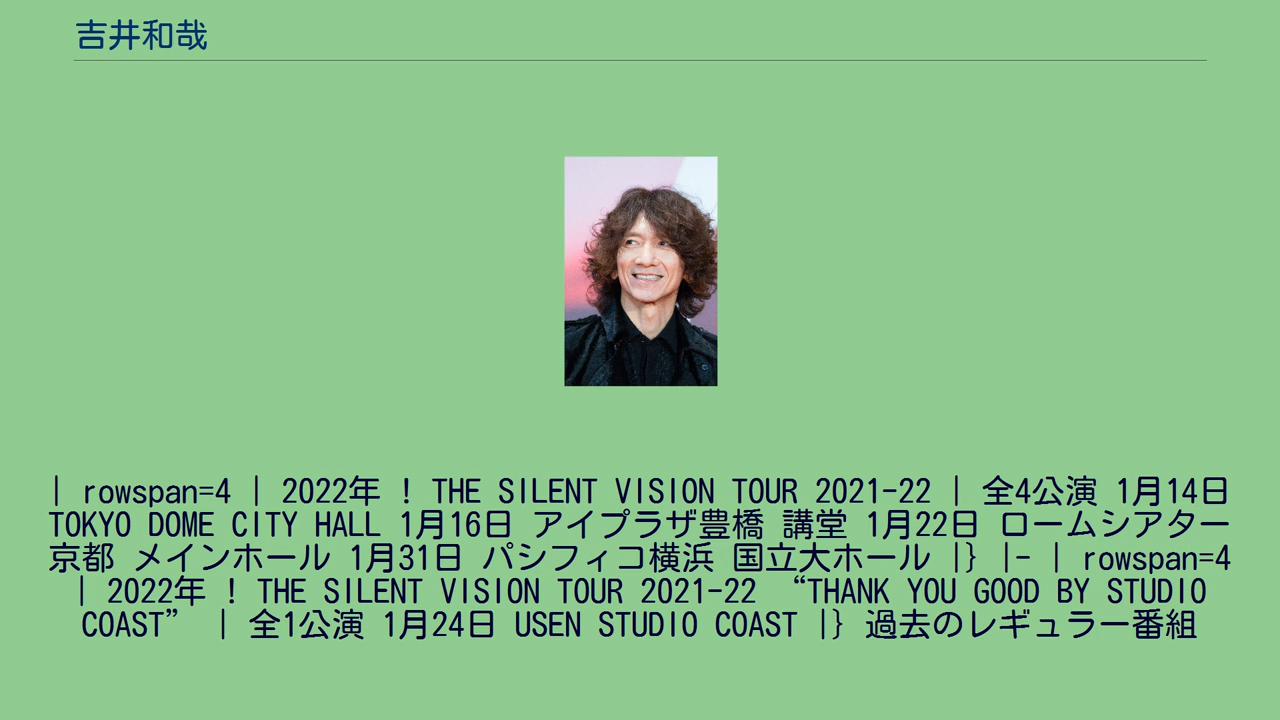 吉井和哉
| rowspan=4 | 2022年 ! THE SILENT VISION TOUR 2021-22 | 全4公演 1月14日
TOKYO DOME CITY HALL 1月16日 アイプラザ豊橋 講堂 1月22日 ロームシアター
京都 メインホール 1月31日 パシフィコ横浜 国立大ホール |} |- | rowspan=4
| 2022年 ! THE SILENT VISION TOUR 2021-22 “THANK YOU GOOD BY STUDIO
COAST” | 全1公演 1月24日 USEN STUDIO COAST |} 過去のレギュラー番組